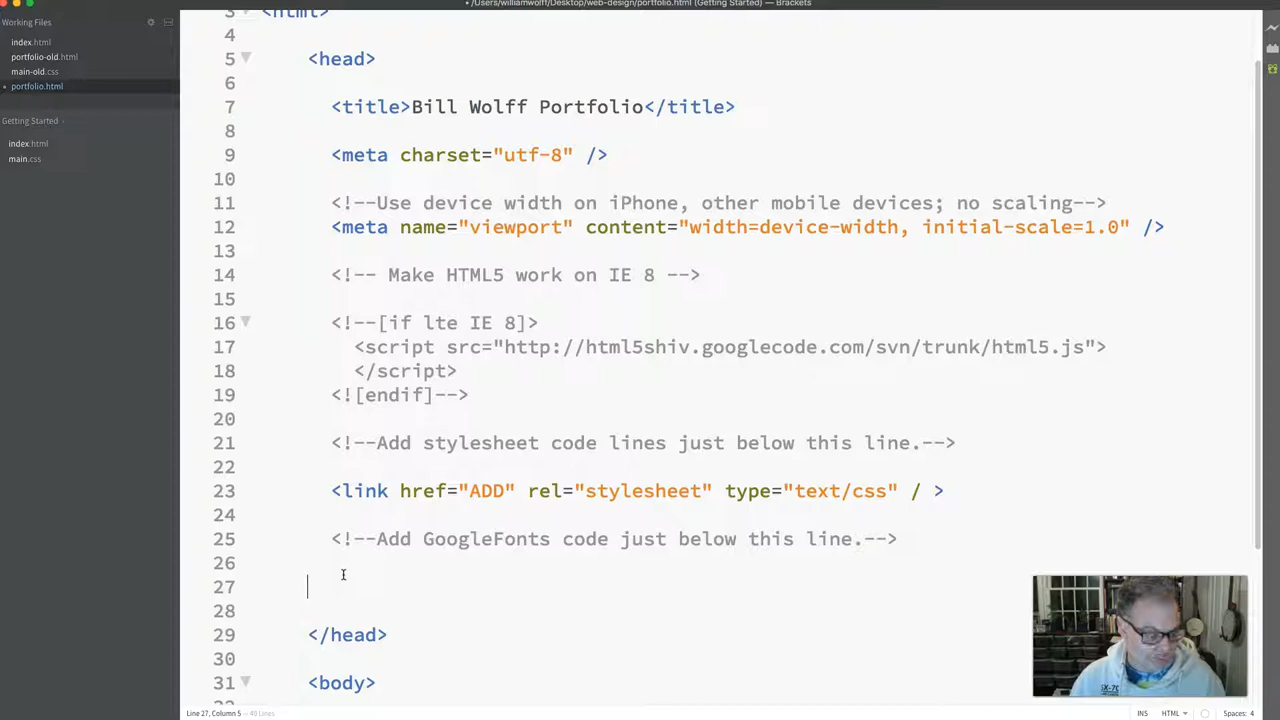 /Users/williamwolff/Desktop/web-design/portfolio.html (Getting Started) — Brackets
Working Files
index.html
portfolio-old.html
main-old.css
portfolio.html
Getting Started
index.html
main.css
3 <html>
4
5 <head>
6
7 <title>Bill Wolff Portfolio</title>
8
9 <meta charset="utf-8" />
10
11 <!--Use device width on iPhone, other mobile devices; no scaling-->
12 <meta name="viewport" content="width=device-width, initial-scale=1.0" />
13
14 <!-- Make HTML5 work on IE 8 -->
15
16 <!--[if lte IE 8]>
17 <script src="http://html5shiv.googlecode.com/svn/trunk/html5.js">
18 </script>
19 <![endif]-->
20
21 <!--Add stylesheet code lines just below this line.-->
22
23 <link href="ADD" rel="stylesheet" type="text/css" / >
24
25 <!--Add GoogleFonts code just below this line.-->
26
27
28
29 </head>
30
31 <body>
Line 27, Column 5 — 49 Lines
INS HTML Spaces: 4